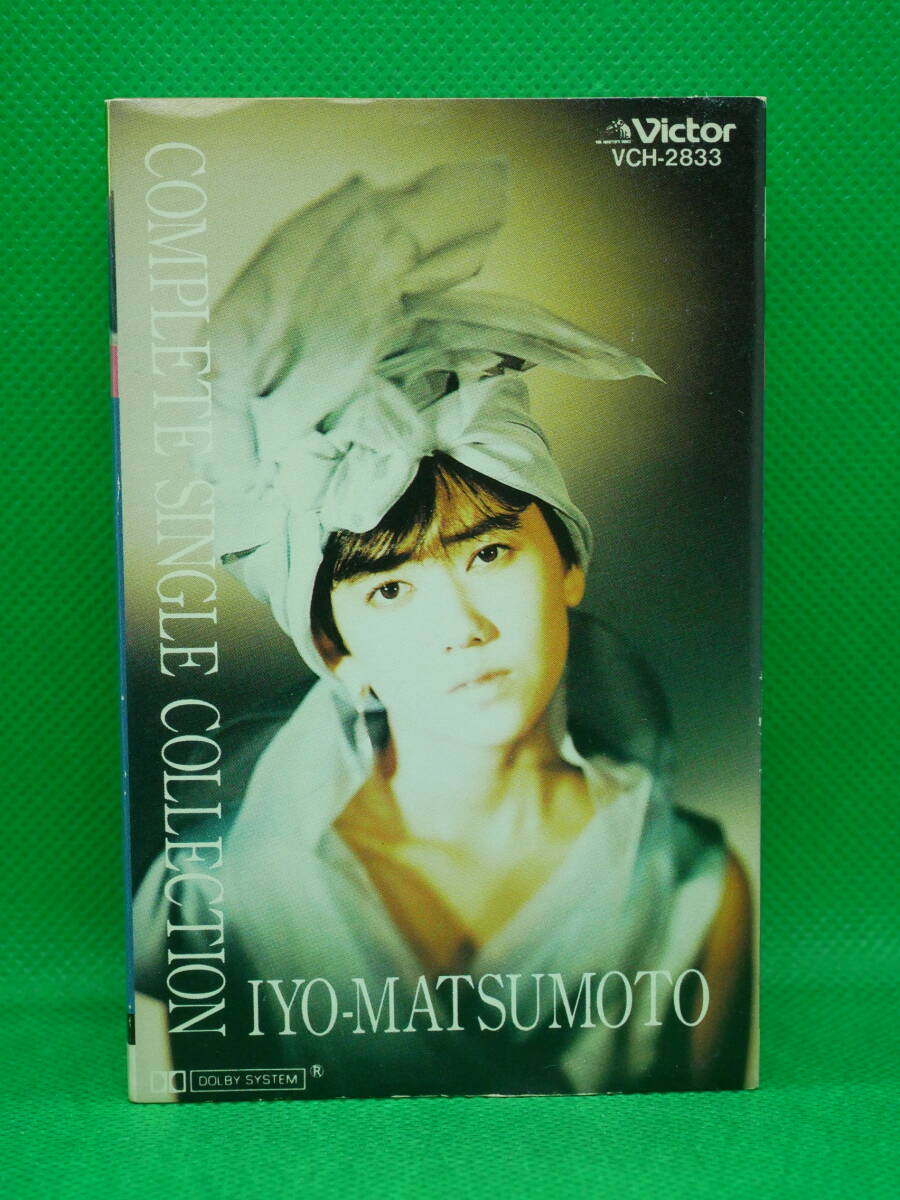 Victor
VCH-2833
COMPLETE SINGLE COLLECTION
IYO-MATSUMOTO
DOLBY SYSTEM ®